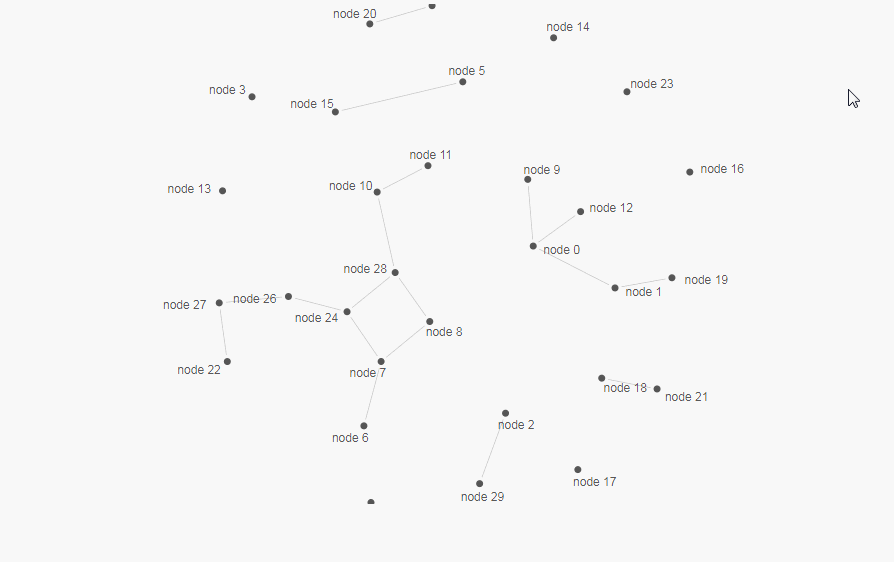 node 20
node 14
node 5
node 23
node 3
node 15
node 11
node 9
node 16
node 10
node 13
node 12
node 0
node 28
node 19
node 1
node 26
node 27
node 24
node 8
node 22
node 7
node 18
node 21
node 2
node 6
node 17
node 29